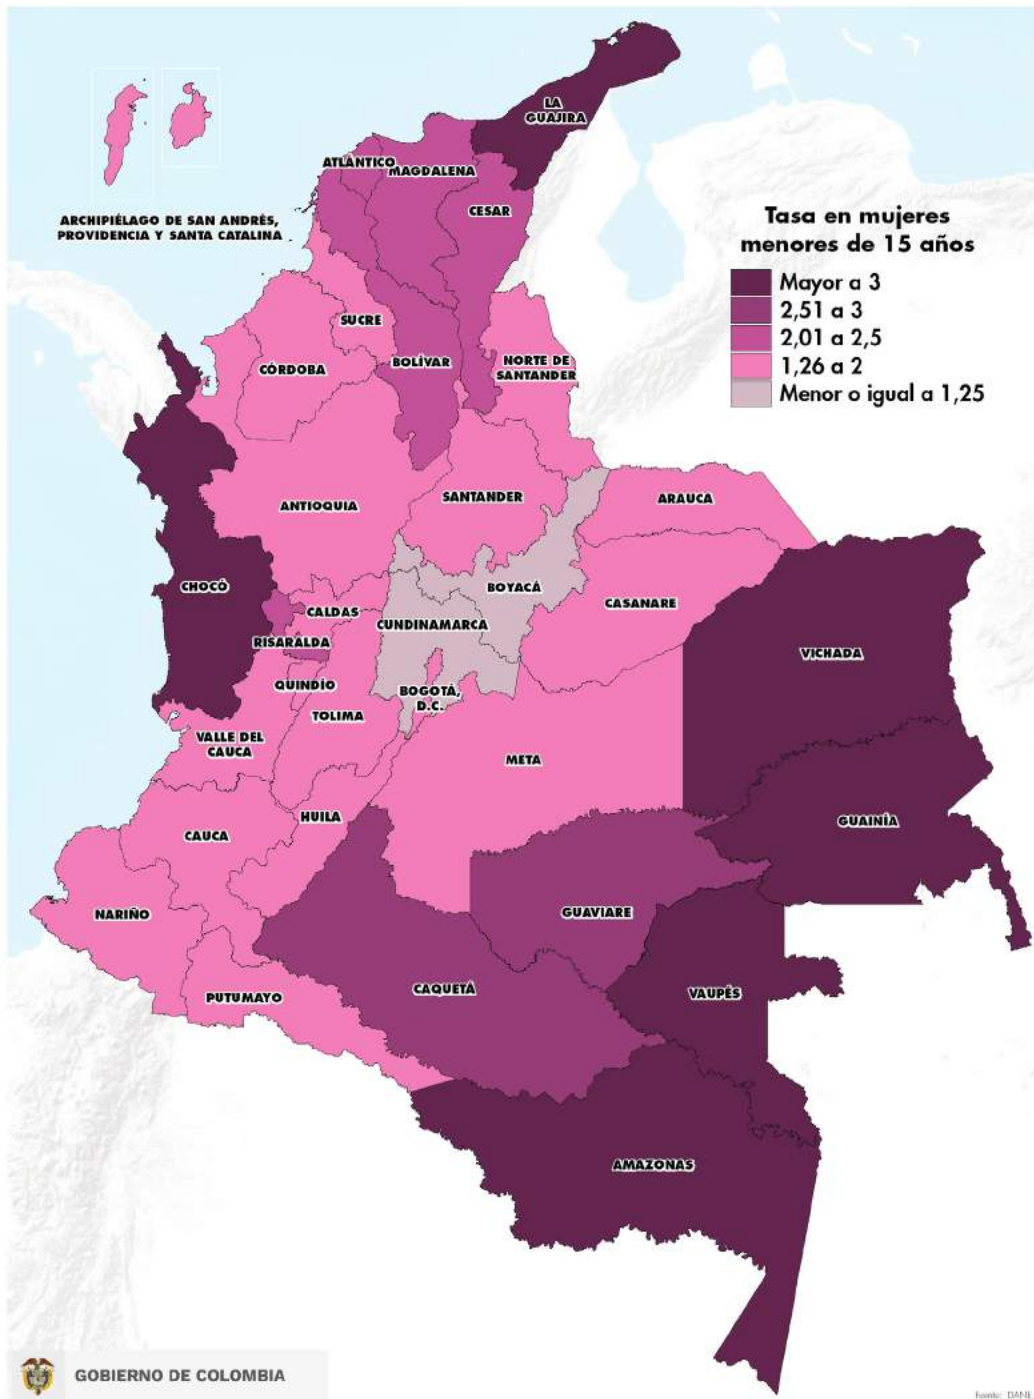 LA
GUAJIRA
ATLÁNTICO
MAGDALENA
CESAR
ARCHIPIÉLAGO DE SAN ANDRÉS,
PROVIDENCIA Y SANTA CATALINA
Tasa en mujeres
menores de 15 años
Mayor a 3
2,51 a 3
2,01 a 2,5
1,26 a 2
Menor o igual a 1,25
SUCRE
CÓRDOBA
BOLÍVAR
NORTE DE
SANTANDER
ANTIOQUIA
SANTANDER
ARAUCA
CHOCÓ
CALDAS
BOYACÁ
CASANARE
CUNDINAMARCA
RISARALDA
VICHADA
QUINDÍO
BOGOTÁ,
D.C.
TOLIMA
VALLE DEL
CAUCA
META
HUILA
CAUCA
GUAINÍA
NARIÑO
GUAVIARE
CAQUETÁ
VAUPÉS
PUTUMAYO
AMAZONAS
GOBIERNO DE COLOMBIA
Fuente: DANE